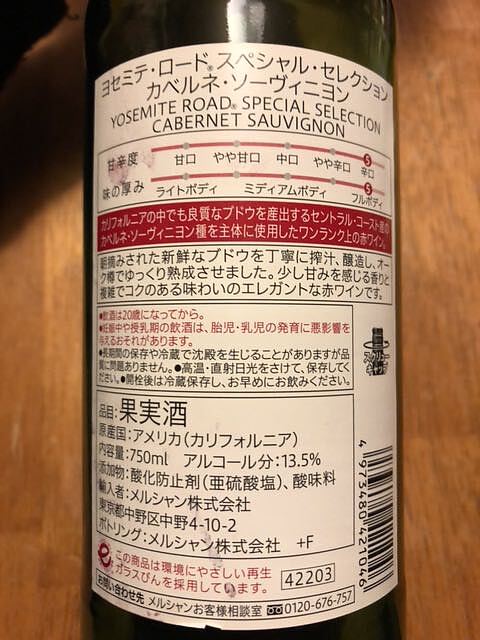 ヨセミテ・ロード®スペシャル・セレクション
カベルネ・ソーヴィニヨン
YOSEMITE ROAD® SPECIAL SELECTION
CABERNET SAUVIGNON
甘辛度 甘口 やや甘口 中口 やや辛口 5 辛口
味の厚み ライトボディ ミディアムボディ 5 フルボディ
カリフォルニアの中でも良質なブドウを産出するセントラル・コースト産の
カベルネ・ソーヴィニヨン種を主体に使用したワンランク上の赤ワイン。
朝摘みされた新鮮なブドウを丁寧に搾汁、醸造し、オー
ク樽でゆっくり熟成させました。少し甘みを感じる香りと
複雑でコクのある味わいのエレガントな赤ワインです。
●飲酒は20歳になってから。
●妊娠中や授乳期の飲酒は、胎児・乳児の発育に悪影響を
与えるおそれがあります。
●長期間の保存や冷蔵で沈殿を生じることがありますが品
質に問題ありません。●高温・直射日光をさけて、保存してく
ださい。●開栓後は冷蔵保存し、お早めにお飲みください。
品目:果実酒
原産国:アメリカ(カリフォルニア)
内容量:750ml アルコール分:13.5%
添加物:酸化防止剤(亜硫酸塩)、酸味料
輸入者:メルシャン株式会社
東京都中野区中野4-10-2
ボトリング:メルシャン株式会社 +F
この商品は環境にやさしい再生
ガラスびんを採用しています。
42203
お問い合わせ先 メルシャンお客様相談室 0120-676-757
4 973480 421046